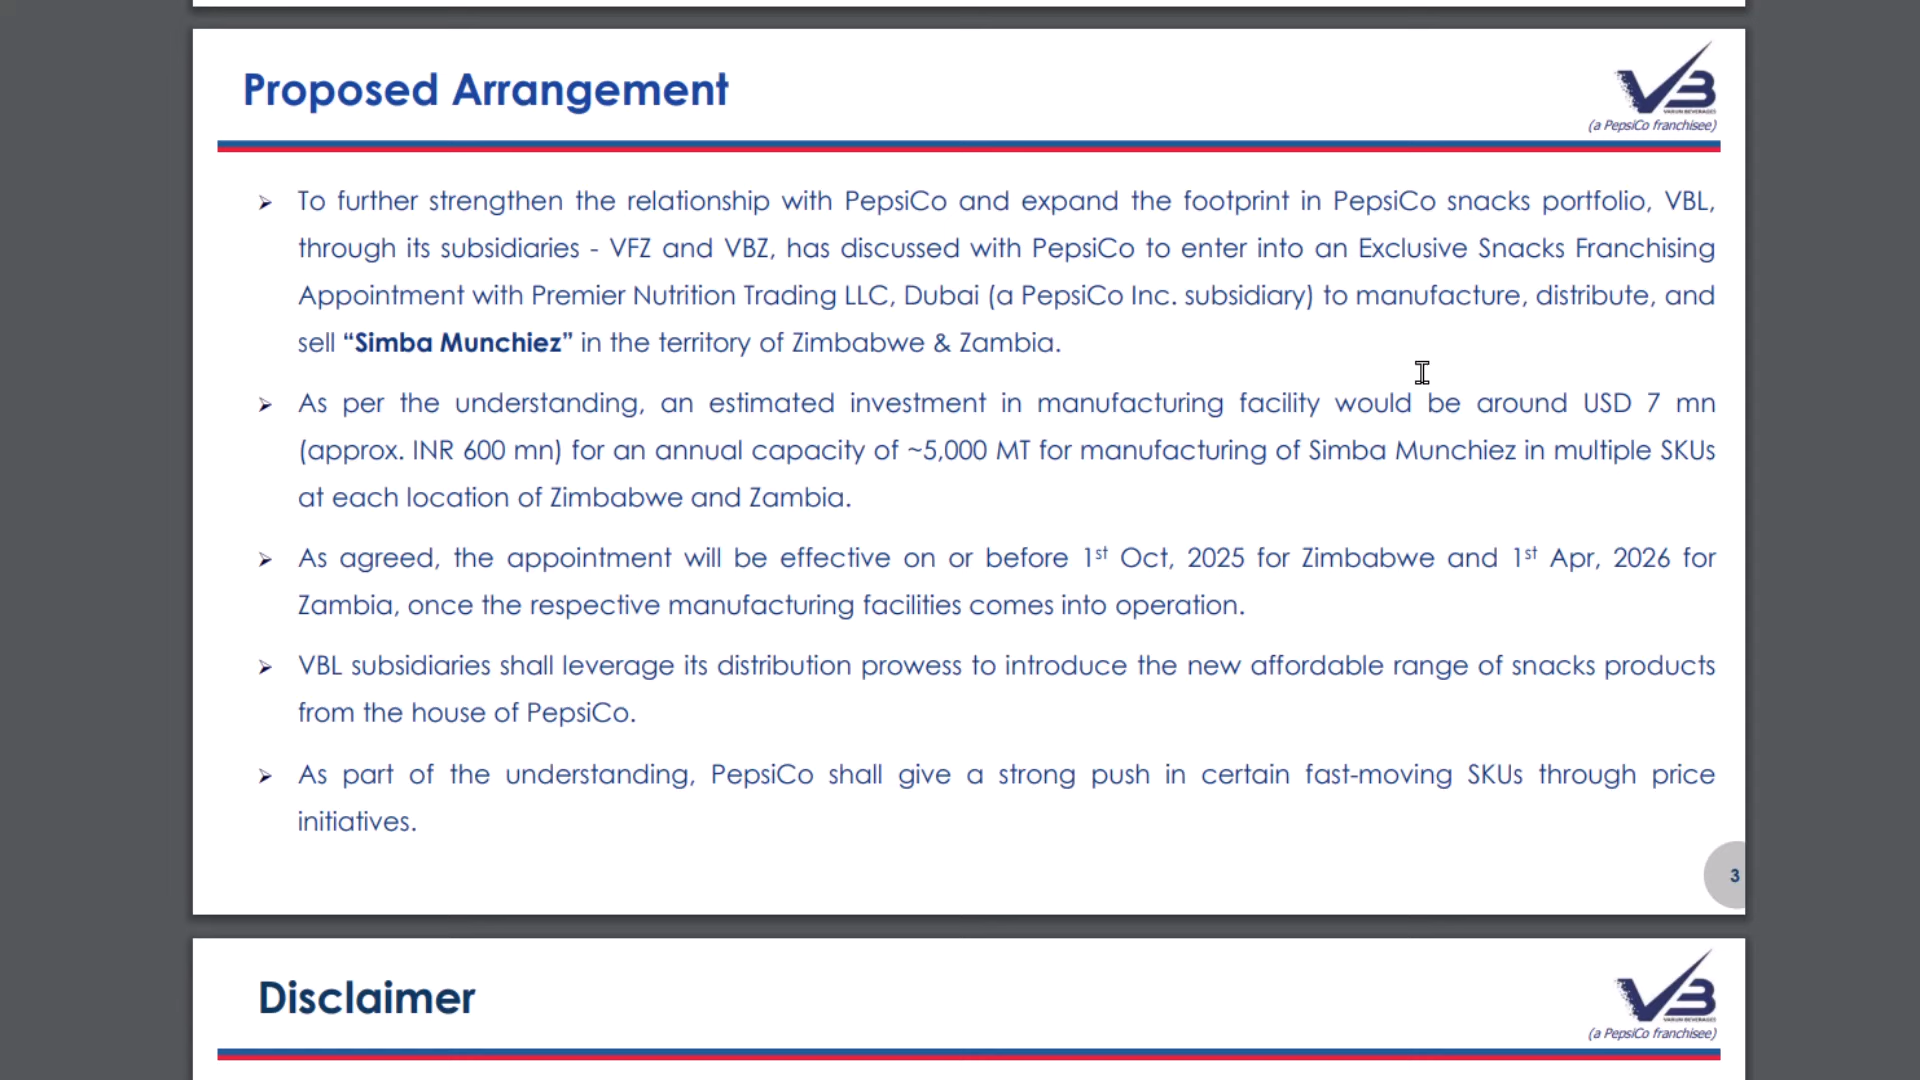 Proposed Arrangement
VB
VARUN BEVERAGES
(a PepsiCo franchisee)
➢ To further strengthen the relationship with PepsiCo and expand the footprint in PepsiCo snacks portfolio, VBL,
through its subsidiaries - VFZ and VBZ, has discussed with PepsiCo to enter into an Exclusive Snacks Franchising
Appointment with Premier Nutrition Trading LLC, Dubai (a PepsiCo Inc. subsidiary) to manufacture, distribute, and
sell “Simba Munchiez” in the territory of Zimbabwe & Zambia.
➢ As per the understanding, an estimated investment in manufacturing facility would be around USD 7 mn
(approx. INR 600 mn) for an annual capacity of ~5,000 MT for manufacturing of Simba Munchiez in multiple SKUs
at each location of Zimbabwe and Zambia.
➢ As agreed, the appointment will be effective on or before 1st Oct, 2025 for Zimbabwe and 1st Apr, 2026 for
Zambia, once the respective manufacturing facilities comes into operation.
➢ VBL subsidiaries shall leverage its distribution prowess to introduce the new affordable range of snacks products
from the house of PepsiCo.
➢ As part of the understanding, PepsiCo shall give a strong push in certain fast-moving SKUs through price
initiatives.
3
Disclaimer
VB
VARUN BEVERAGES
(a PepsiCo franchisee)